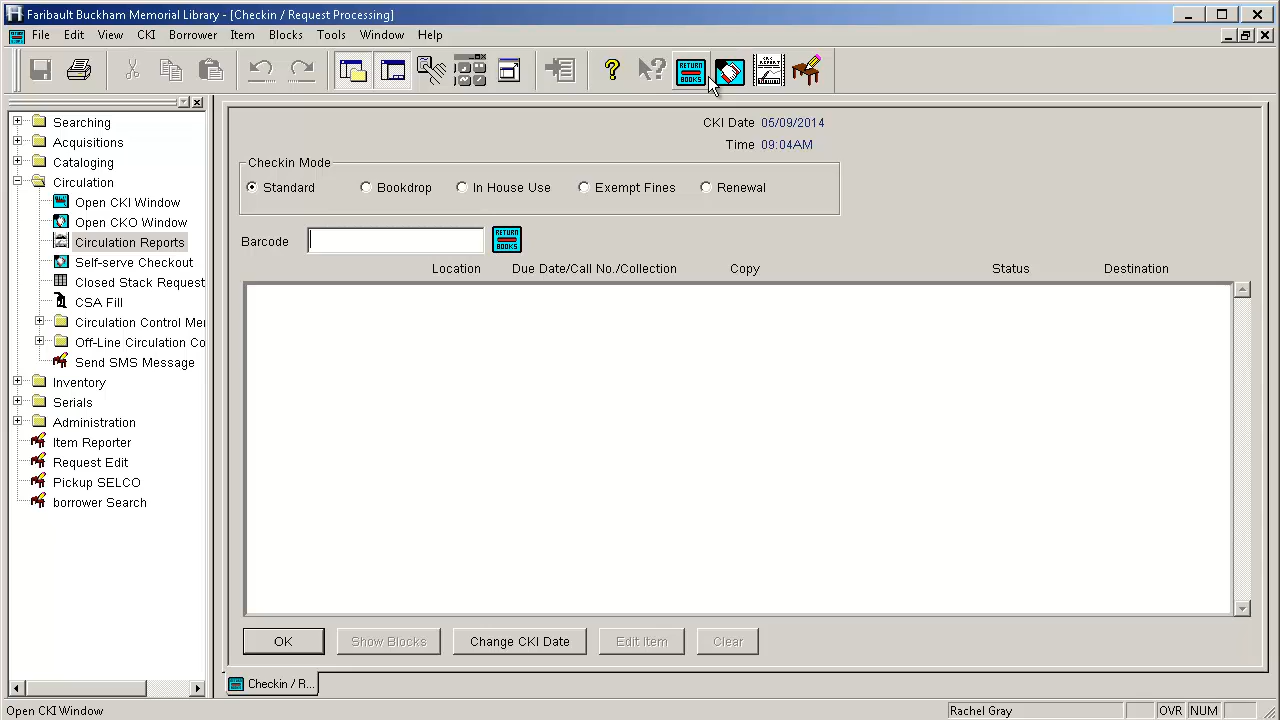 Faribault Buckham Memorial Library - [Checkin / Request Processing]
File Edit View CKI Borrower Item Blocks Tools Window Help
RETURN BOOKS
Searching
Acquisitions
Cataloging
Circulation
Open CKI Window
Open CKO Window
Circulation Reports
Self-serve Checkout
Closed Stack Request
CSA Fill
Circulation Control Mer
Off-Line Circulation Co
Send SMS Message
Inventory
Serials
Administration
Item Reporter
Request Edit
Pickup SELCO
borrower Search
CKI Date 05/09/2014
Time 09:04AM
Checkin Mode
Standard Bookdrop In House Use Exempt Fines Renewal
Barcode
RETURN BOOKS
Location Due Date/Call No./Collection Copy Status Destination
OK Show Blocks Change CKI Date Edit Item Clear
Checkin / R...
Open CKI Window Rachel Gray OVR NUM